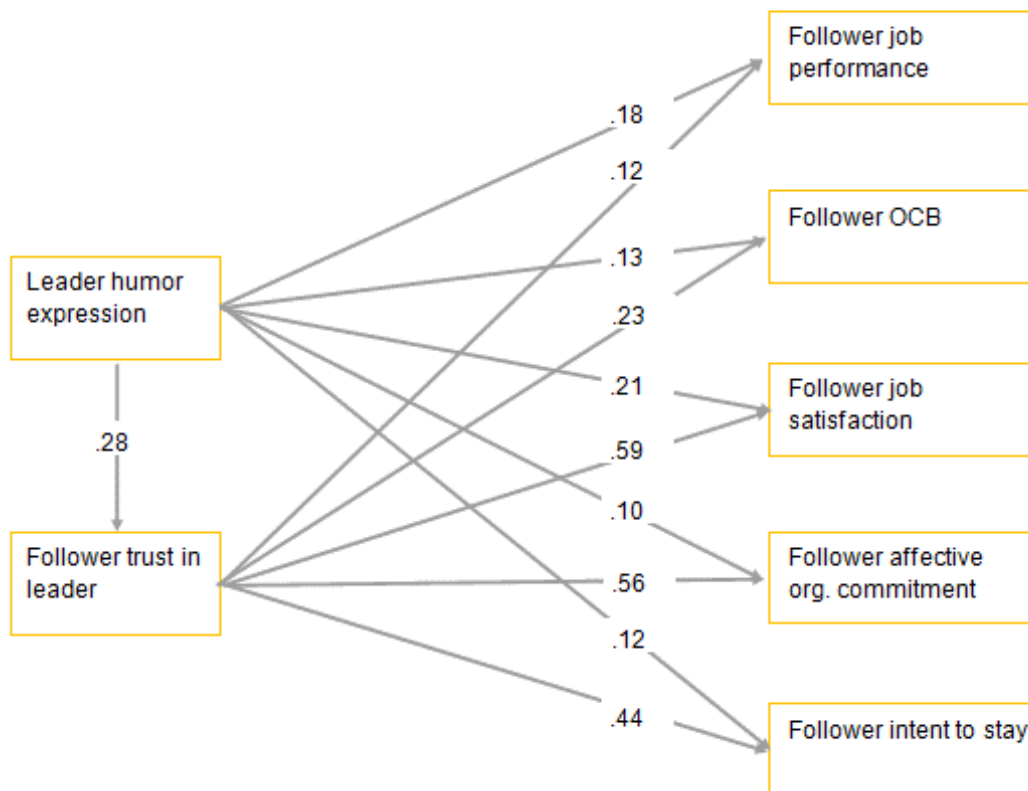 Follower job
performance
.18
.12
Follower OCB
.13
Leader humor
expression
.23
Follower job
satisfaction
.21
.28
.59
.10
Follower trust in
leader
Follower affective
org. commitment
.56
.12
.44
Follower intent to stay